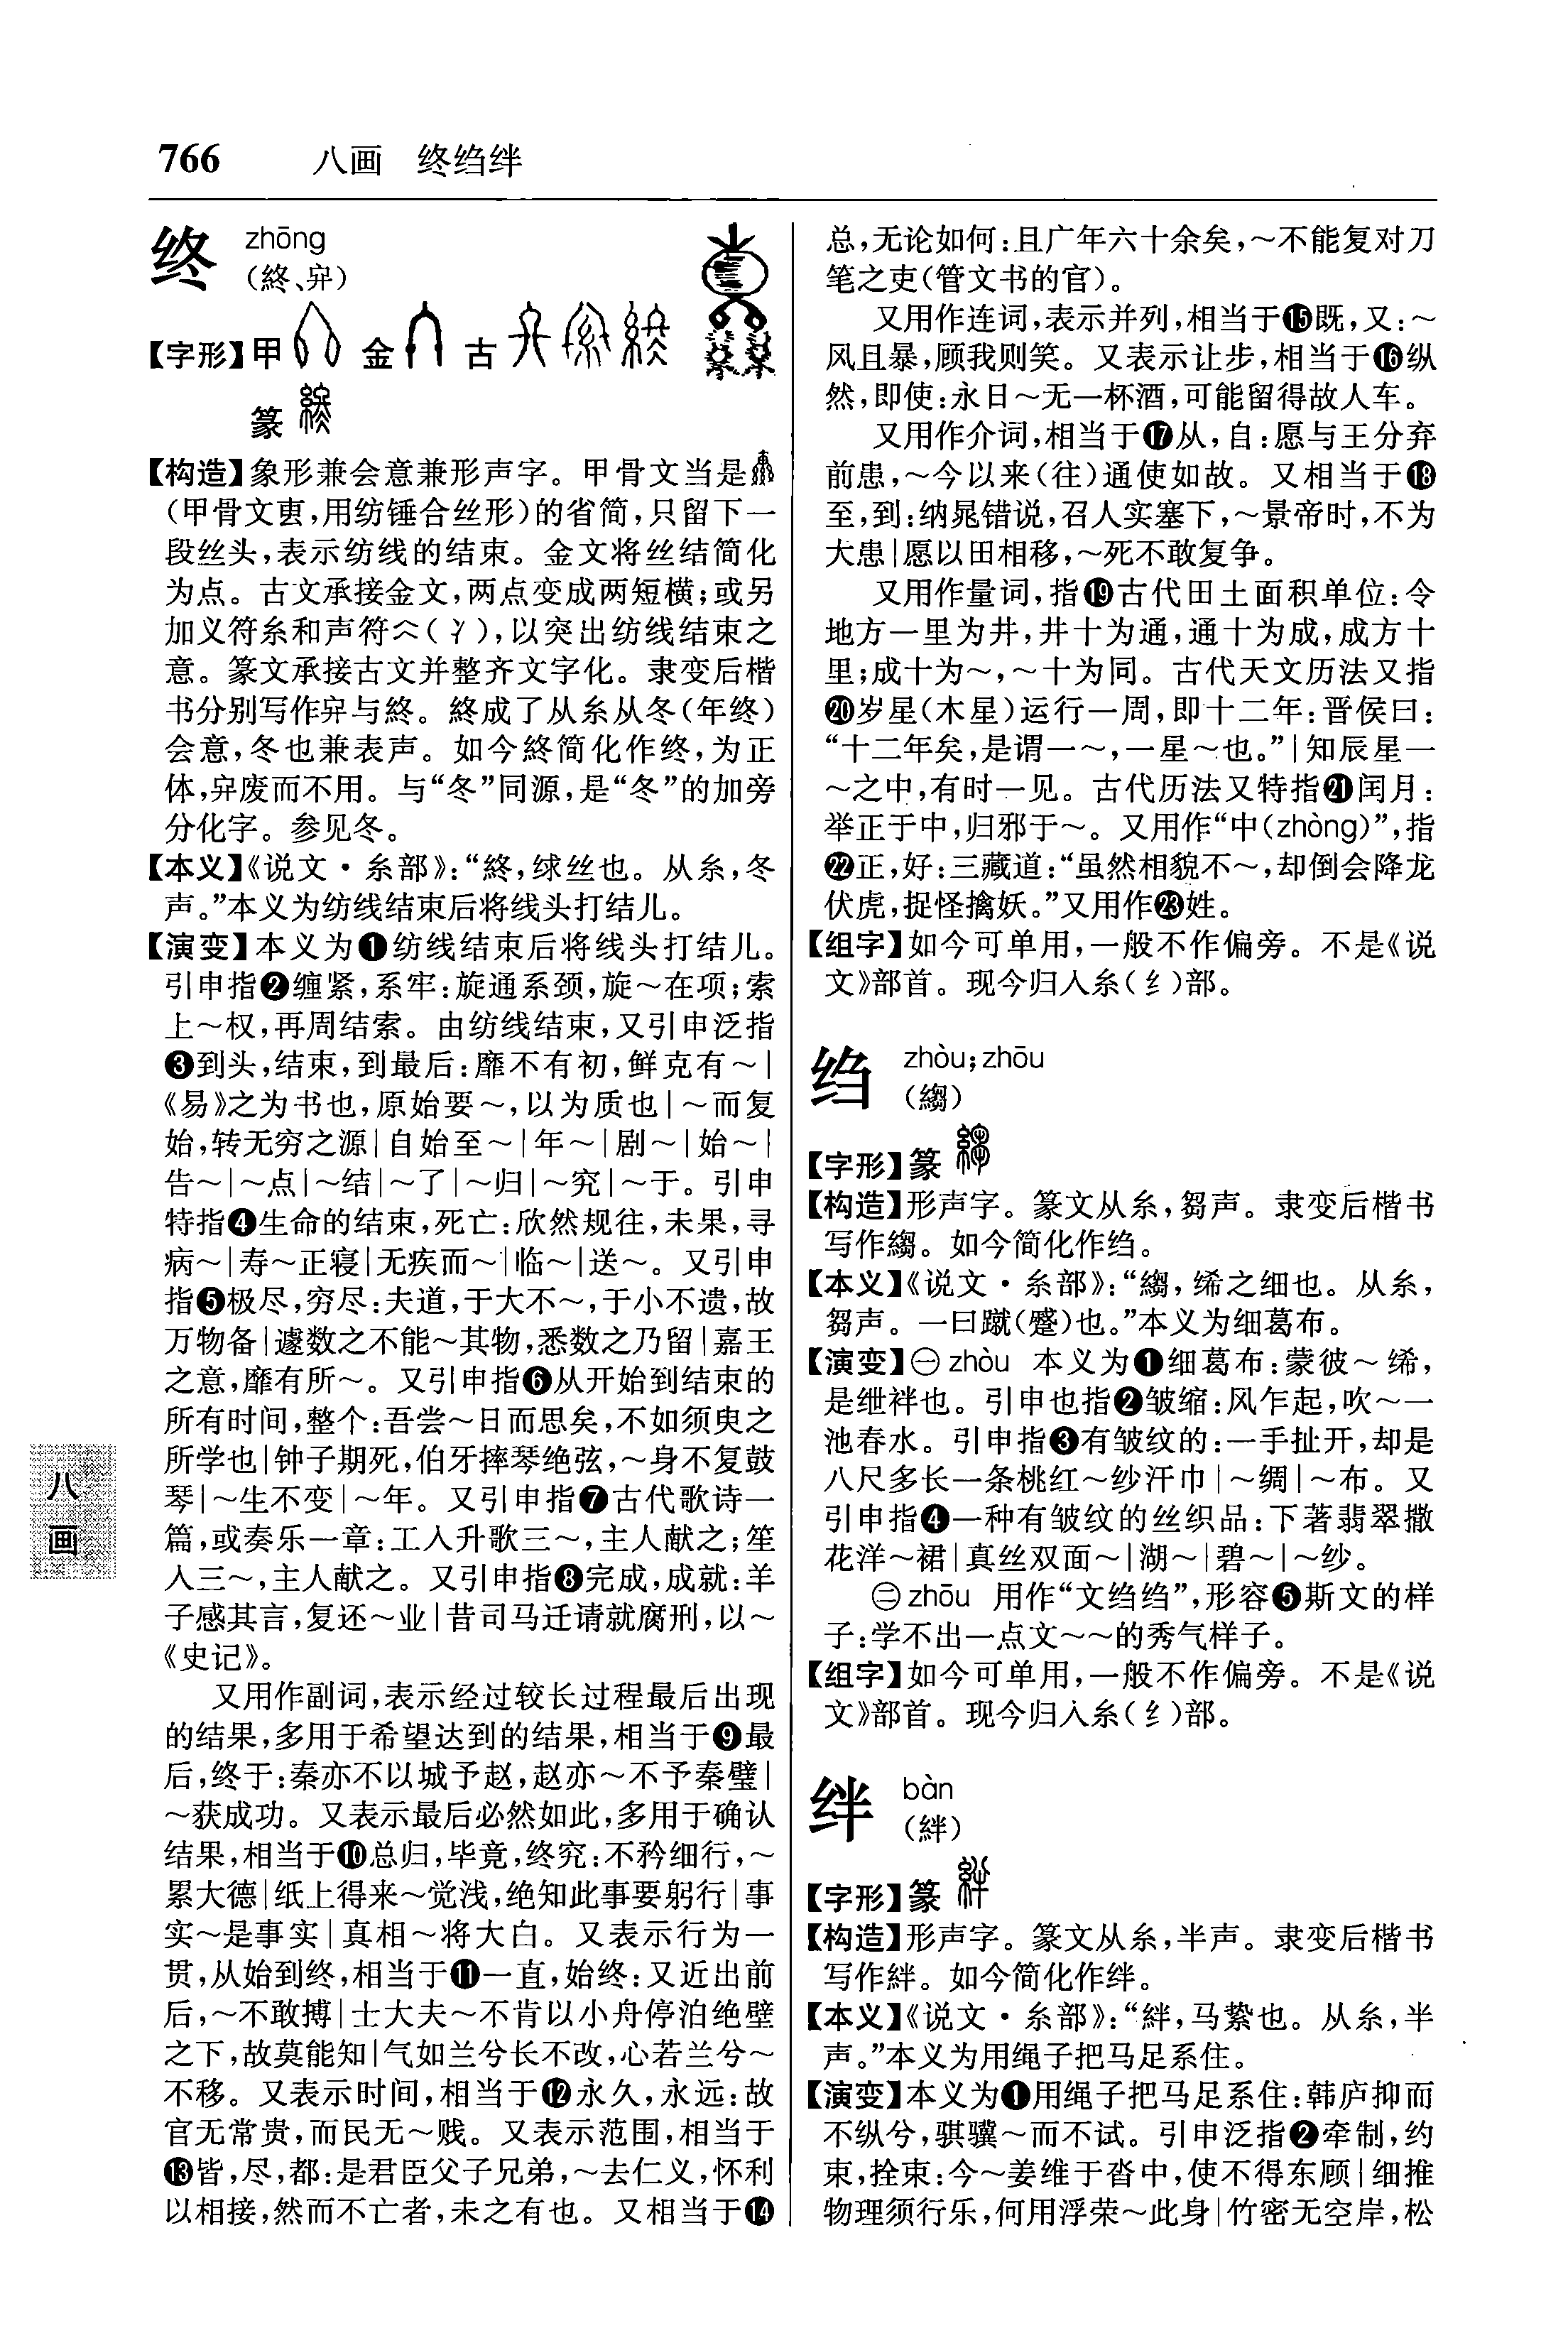 766 八画 终绉绊
终 zhōng
(終、𠔾)
【字形】甲 金 古
篆
【构造】象形兼会意兼形声字。甲骨文当是
(甲骨文叀,用纺锤合丝形)的省简,只留下一
段丝头,表示纺线的结束。金文将丝结简化
为点。古文承接金文,两点变成两短横;或另
加义符糸和声符仌(冫),以突出纺线结束之
意。篆文承接古文并整齐文字化。隶变后楷
书分别写作𠔾与終。終成了从糸从冬(年终)
会意,冬也兼表声。如今終简化作终,为正
体,𠔾废而不用。与“冬”同源,是“冬”的加旁
分化字。参见冬。
【本义】《说文·糸部》:“終,絿丝也。从糸,冬
声。”本义为纺线结束后将线头打结儿。
【演变】本义为❶纺线结束后将线头打结儿。
引申指❷缠紧,系牢:旋通系颈,旋～在项;索
上～权,再周结索。由纺线结束,又引申泛指
❸到头,结束,到最后:靡不有初,鲜克有～|
《易》之为书也,原始要～,以为质也|～而复
始,转无穷之源|自始至～|年～|剧～|始～|
告～|～点|～结|～了|～归|～究|～于。引申
特指❹生命的结束,死亡:欣然规往,未果,寻
病～|寿～正寝|无疾而～|临～|送～。又引申
指❺极尽,穷尽:夫道,于大不～,于小不遗,故
万物备|遽数之不能～其物,悉数之乃留|嘉王
之意,靡有所～。又引申指❻从开始到结束的
所有时间,整个:吾尝～日而思矣,不如须臾之
所学也|钟子期死,伯牙摔琴绝弦,～身不复鼓
琴|～生不变|～年。又引申指❼古代歌诗一
篇,或奏乐一章:工入升歌三～,主人献之;笙
入三～,主人献之。又引申指❽完成,成就:羊
子感其言,复还～业|昔司马迁请就腐刑,以～
《史记》。
又用作副词,表示经过较长过程最后出现
的结果,多用于希望达到的结果,相当于❾最
后,终于:秦亦不以城予赵,赵亦～不予秦璧|
～获成功。又表示最后必然如此,多用于确认
结果,相当于❿总归,毕竟,终究:不矜细行,～
累大德|纸上得来～觉浅,绝知此事要躬行|事
实～是事实|真相～将大白。又表示行为一
贯,从始到终,相当于⓫一直,始终:又近出前
后,～不敢搏|士大夫～不肯以小舟停泊绝壁
之下,故莫能知|气如兰兮长不改,心若兰兮～
不移。又表示时间,相当于⓬永久,永远:故
官无常贵,而民无～贱。又表示范围,相当于
⓭皆,尽,都:是君臣父子兄弟,～去仁义,怀利
以相接,然而不亡者,未之有也。又相当于⓮
总,无论如何:且广年六十余矣,～不能复对刀
笔之吏(管文书的官)。
又用作连词,表示并列,相当于⓯既,又:～
风且暴,顾我则笑。又表示让步,相当于⓰纵
然,即使:永日～无一杯酒,可能留得故人车。
又用作介词,相当于⓱从,自:愿与王分弃
前患,～今以来(往)通使如故。又相当于⓲
至,到:纳晁错说,召人实塞下,～景帝时,不为
大患|愿以田相移,～死不敢复争。
又用作量词,指⓳古代田土面积单位:令
地方一里为井,井十为通,通十为成,成方十
里;成十为～,～十为同。古代天文历法又指
⓴岁星(木星)运行一周,即十二年:晋侯曰:
“十二年矣,是谓一～,一星～也。”|知辰星一
～之中,有时一见。古代历法又特指㉑闰月:
举正于中,归邪于～。又用作“中(zhòng)”,指
㉒正,好:三藏道:“虽然相貌不～,却倒会降龙
伏虎,捉怪擒妖。”又用作㉓姓。
【组字】如今可单用,一般不作偏旁。不是《说
文》部首。现今归入糸(纟)部。
绉 zhòu;zhōu
(縐)
【字形】篆
【构造】形声字。篆文从糸,芻声。隶变后楷书
写作縐。如今简化作绉。
【本义】《说文·糸部》:“縐,绨之细也。从糸,
芻声。一曰蹴(蹙)也。”本义为细葛布。
【演变】㊀zhòu 本义为❶细葛布:蒙彼～绨,
是绁袢也。引申也指❷皱缩:风乍起,吹～一
池春水。引申指❸有皱纹的:一手扯开,却是
八尺多长一条桃红～纱汗巾|～绸|～布。又
引申指❹一种有皱纹的丝织品:下著翡翠撒
花洋～裙|真丝双面～|湖～|碧～|～纱。
㊁zhōu 用作“文绉绉”,形容❺斯文的样
子:学不出一点文～～的秀气样子。
【组字】如今可单用,一般不作偏旁。不是《说
文》部首。现今归入糸(纟)部。
绊 bàn
(絆)
【字形】篆
【构造】形声字。篆文从糸,半声。隶变后楷书
写作絆。如今简化作绊。
【本义】《说文·糸部》:“絆,马絷也。从糸,半
声。”本义为用绳子把马足系住。
【演变】本义为❶用绳子把马足系住:韩庐抑而
不纵兮,骐骥～而不试。引申泛指❷牵制,约
束,拴束:今～姜维于沓中,使不得东顾|细推
物理须行乐,何用浮荣～此身|竹密无空岸,松
八画